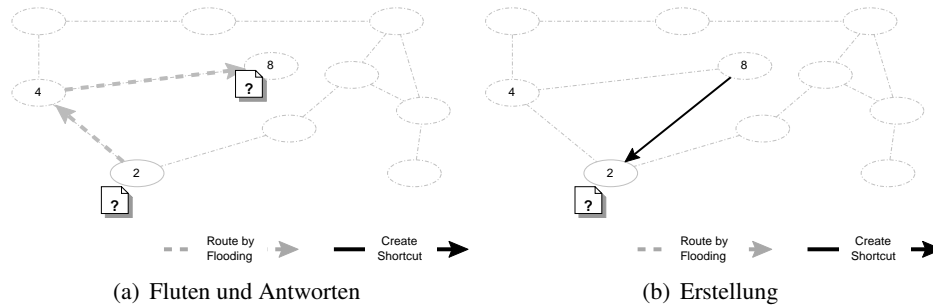 8
4
?
2
?
Route by
Flooding
Create
Shortcut
(a) Fluten und Antworten
8
4
2
?
Route by
Flooding
Create
Shortcut
(b) Erstellung